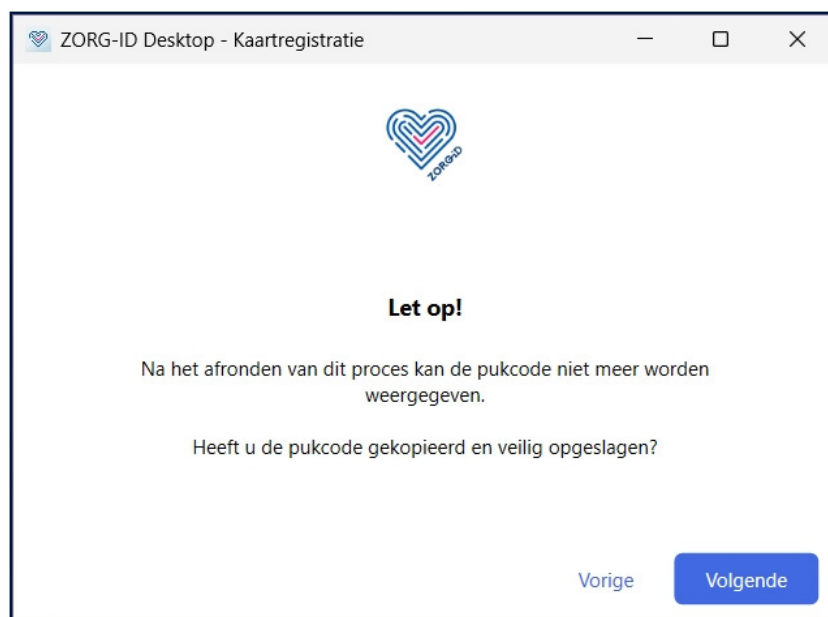 ZORG-ID Desktop - Kaartregistratie
ZORG-ID
Let op!
Na het afronden van dit proces kan de pukcode niet meer worden
weergegeven.
Heeft u de pukcode gekopieerd en veilig opgeslagen?
Vorige
Volgende